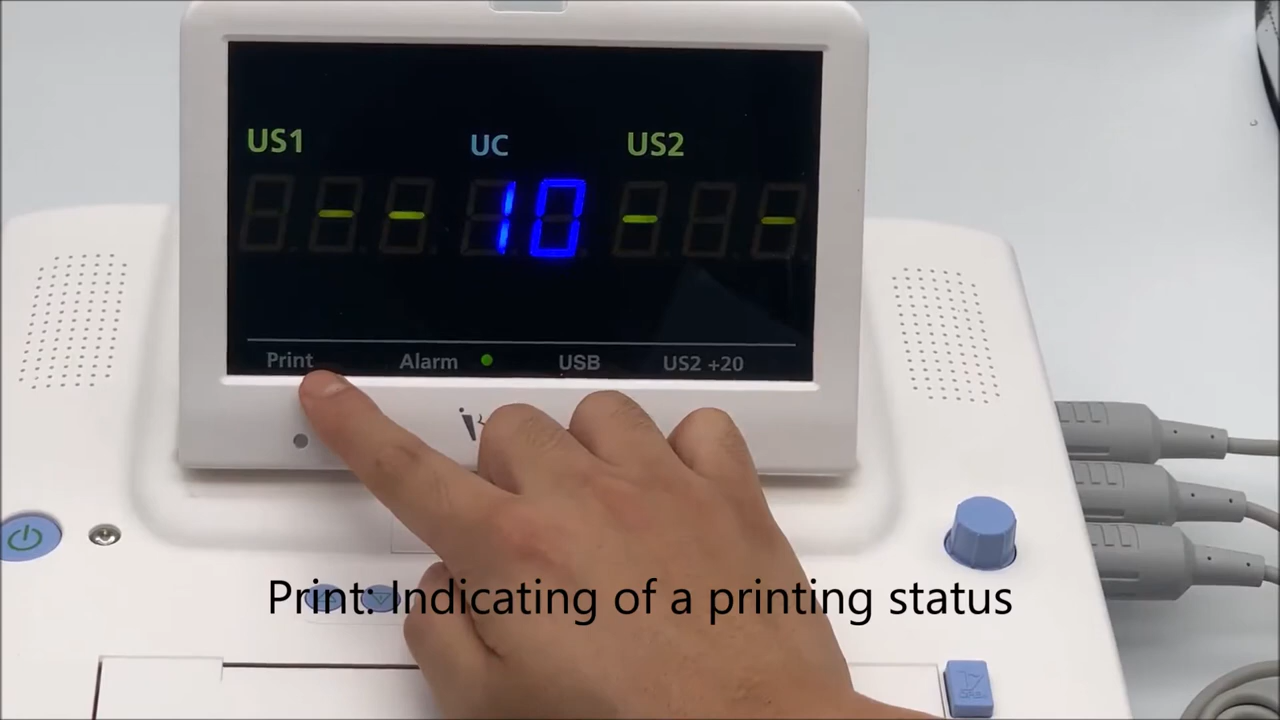 US1 UC US2
- - 10 - -
Print Alarm USB US2 +20
Print: Indicating of a printing status